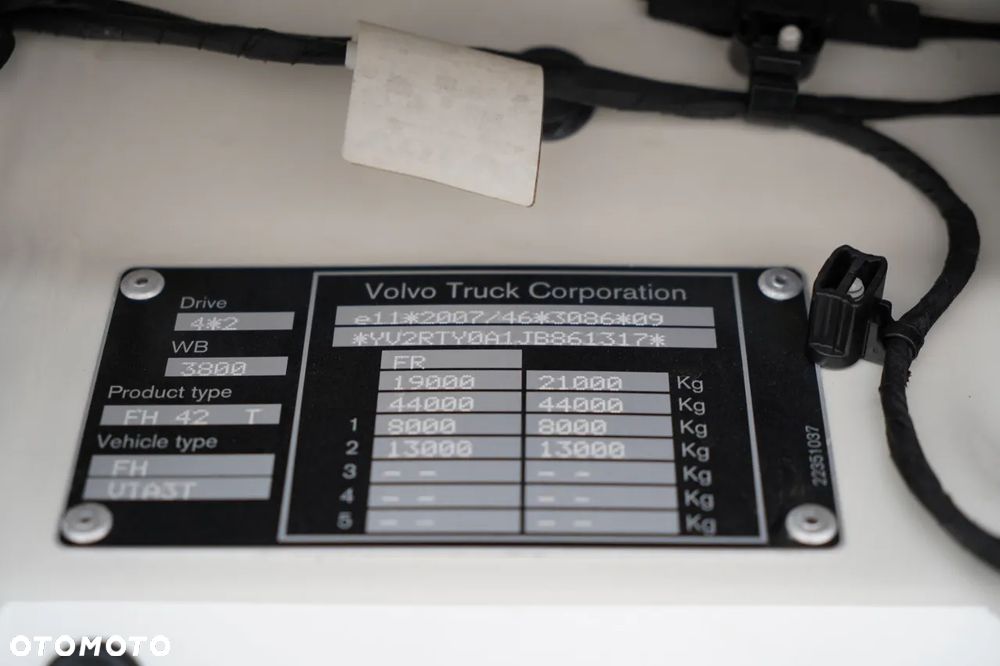 Drive
4*2
WB
3800
Product type
FH 42 T
Vehicle type
FH
VTA3T
Volvo Truck Corporation
e11*2007/46*3086*09
*YV2RTY0A1JB861317*
FR
19000 21000 Kg
44000 44000 Kg
1 8000 8000 Kg
2 13000 13000 Kg
3 - - - - Kg
4 - - - - Kg
5 - - - - Kg
22351037
OTOMOTO